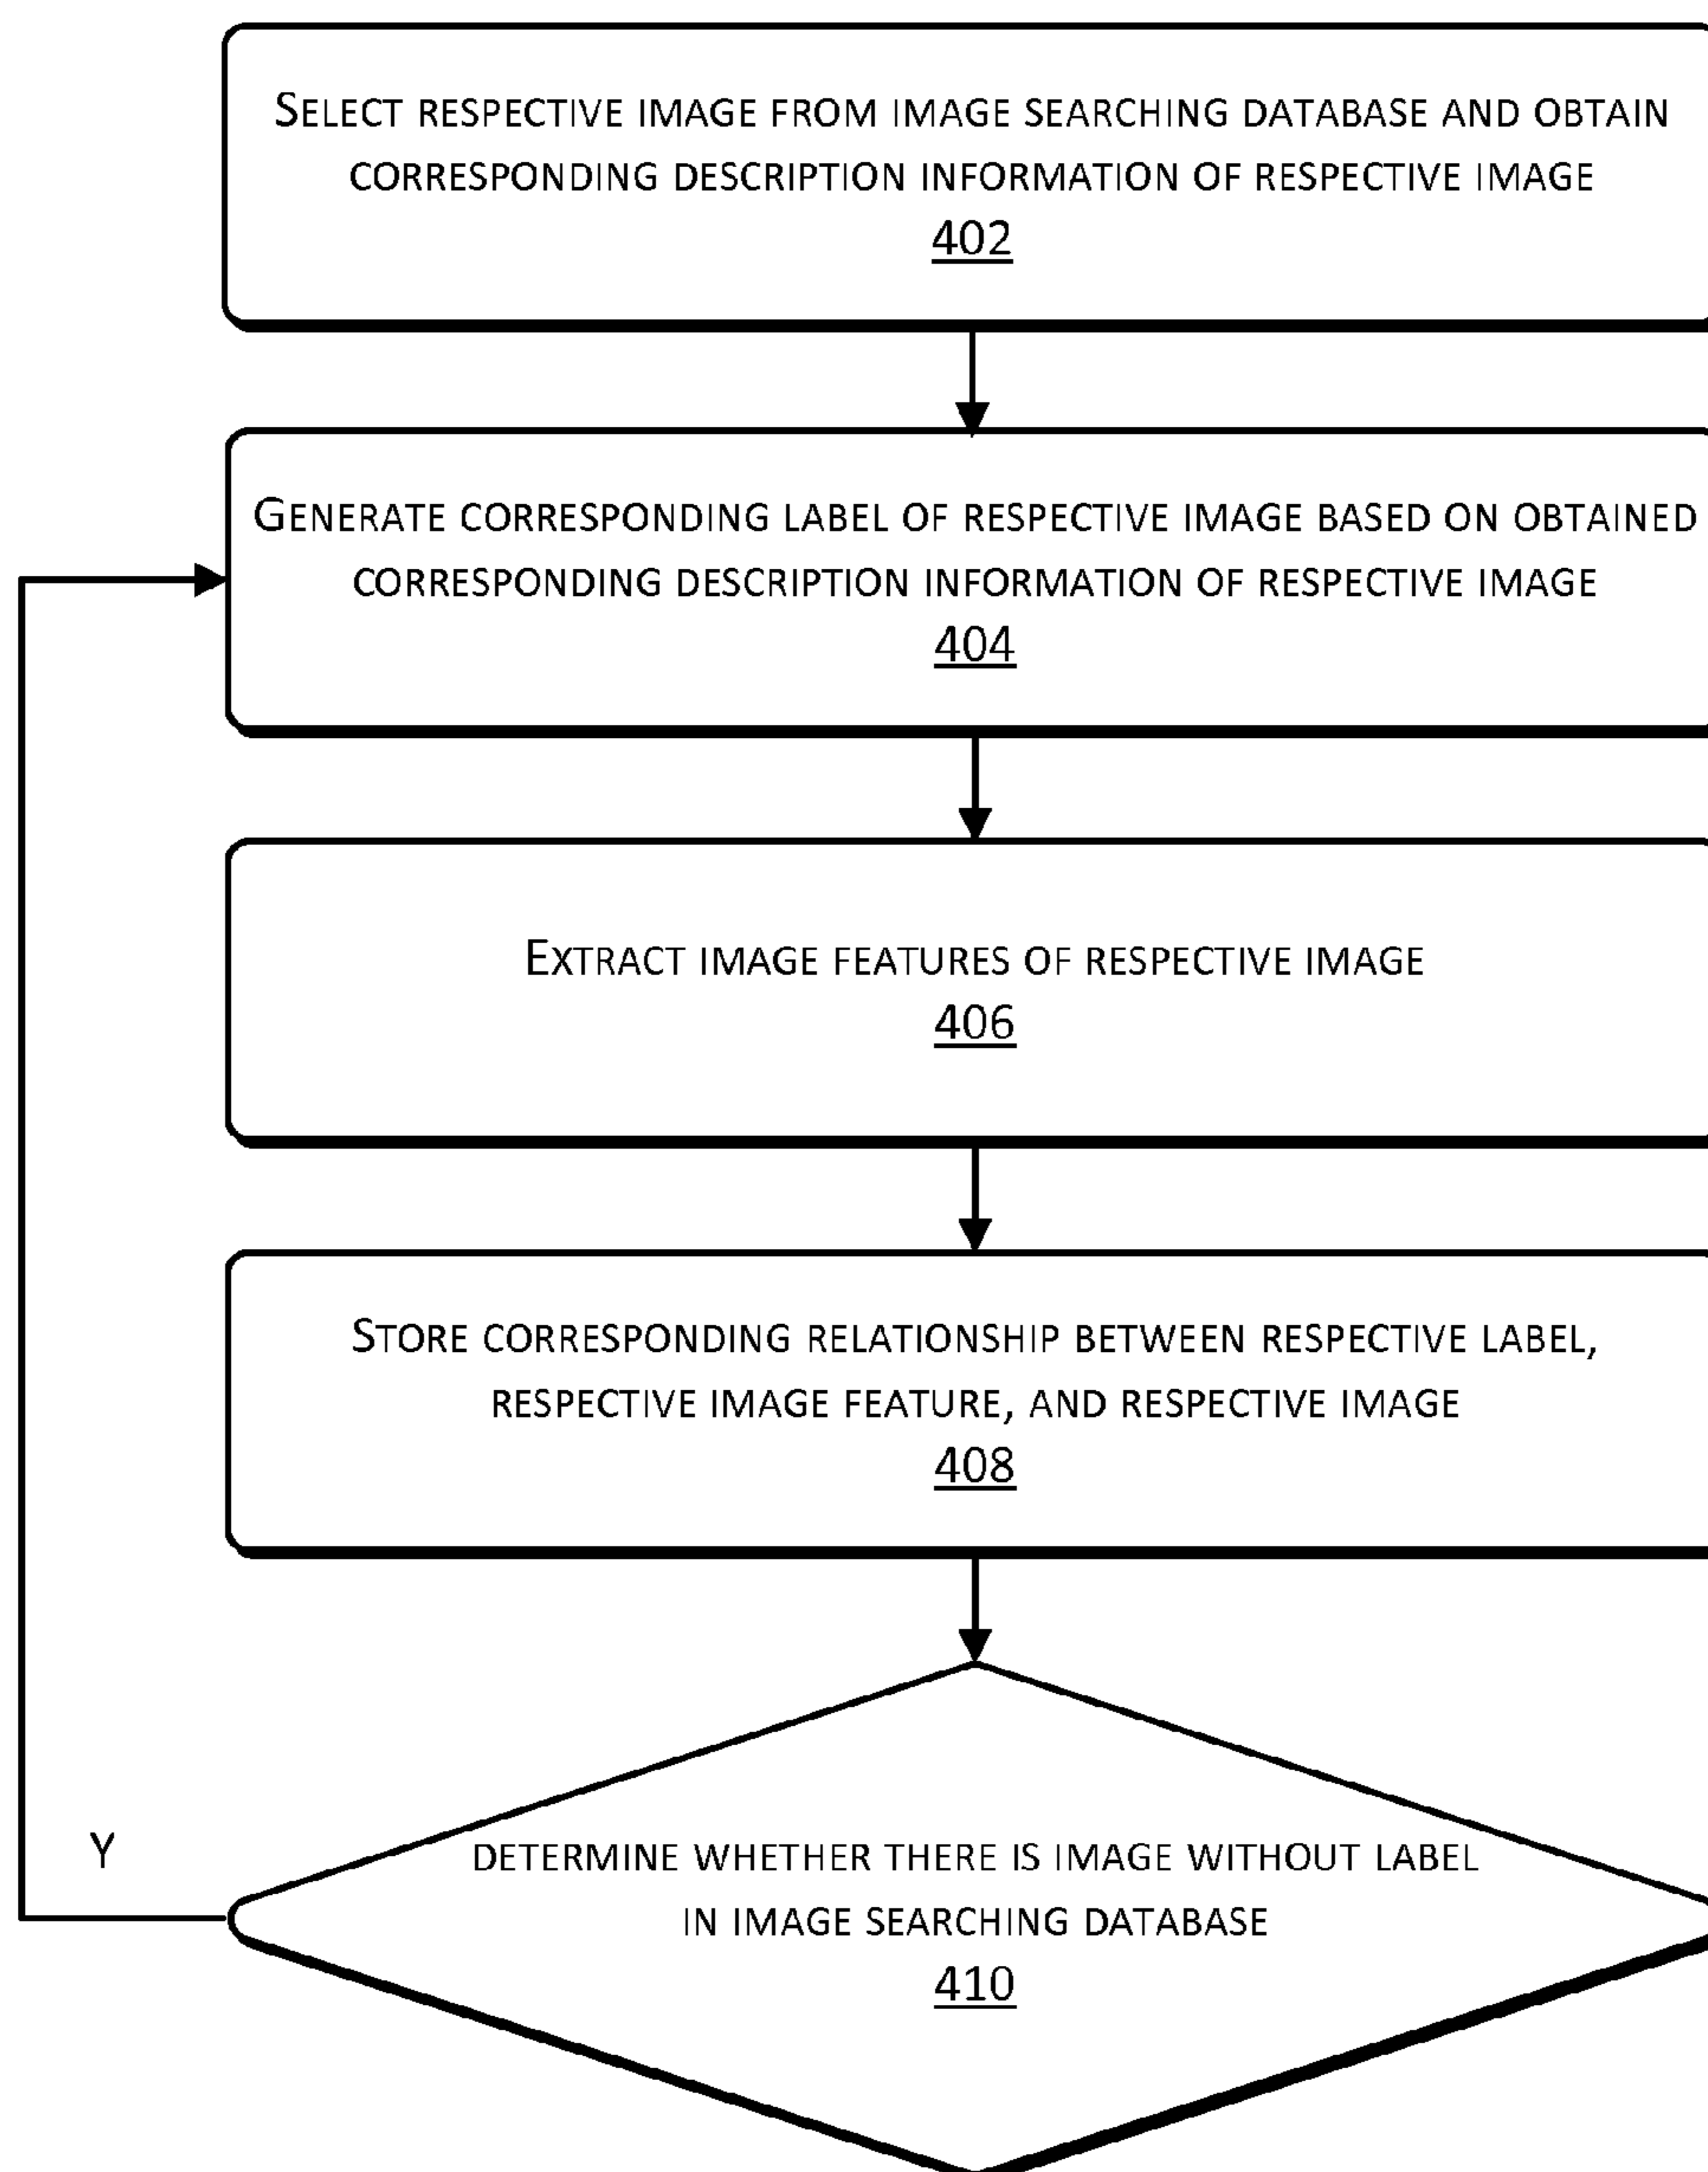 Select respective image from image searching database and obtain
corresponding description information of respective image
402
Generate corresponding label of respective image based on obtained
corresponding description information of respective image
404
Extract image features of respective image
406
Store corresponding relationship between respective label,
respective image feature, and respective image
408
Y
determine whether there is image without label
in image searching database
410